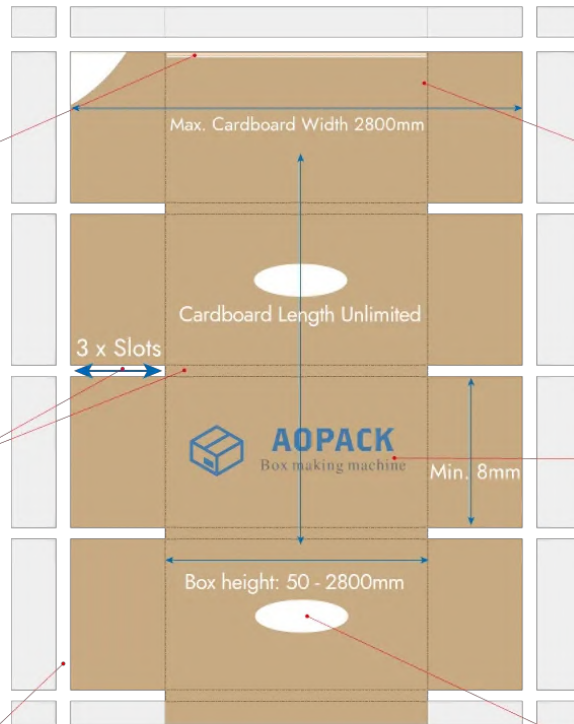 Max. Cardboard Width 2800mm
Cardboard Length Unlimited
3 x Slots
AOPACK
Box making machine
Min. 8mm
Box height: 50 - 2800mm